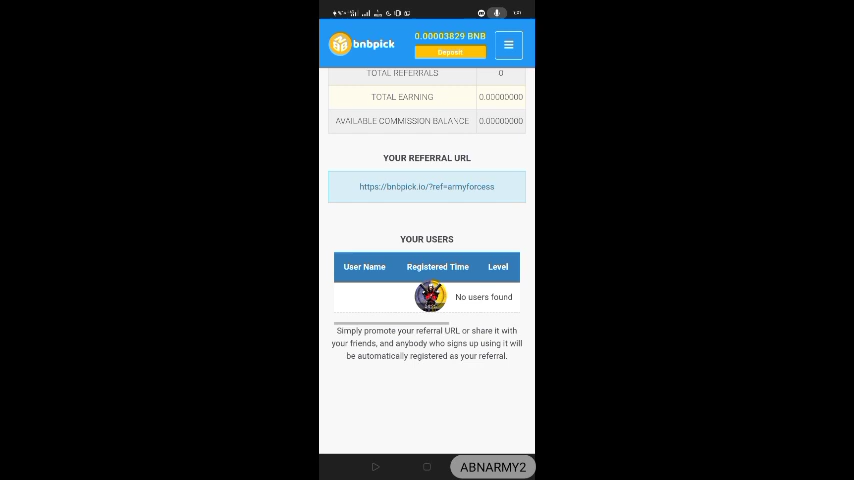 0.00003829 BNB
bnbpick
Deposit
TOTAL REFERRALS 0
TOTAL EARNING 0.00000000
AVAILABLE COMMISSION BALANCE 0.00000000
YOUR REFERRAL URL
https://bnbpick.io/?ref=armyforcess
YOUR USERS
User Name Registered Time Level
No users found
Simply promote your referral URL or share it with
your friends, and anybody who signs up using it will
be automatically registered as your referral.
ABNARMY2